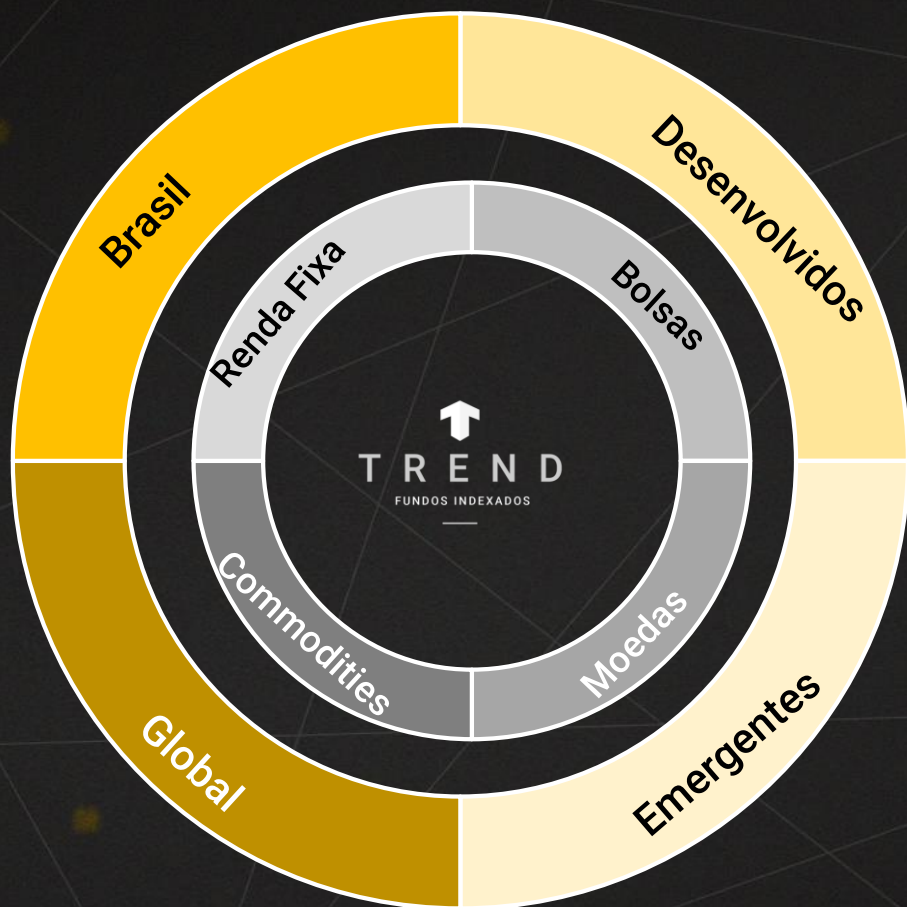 Brasil
Desenvolvidos
Renda Fixa
Bolsas
TREND
FUNDOS INDEXADOS
Commodities
Moedas
Global
Emergentes